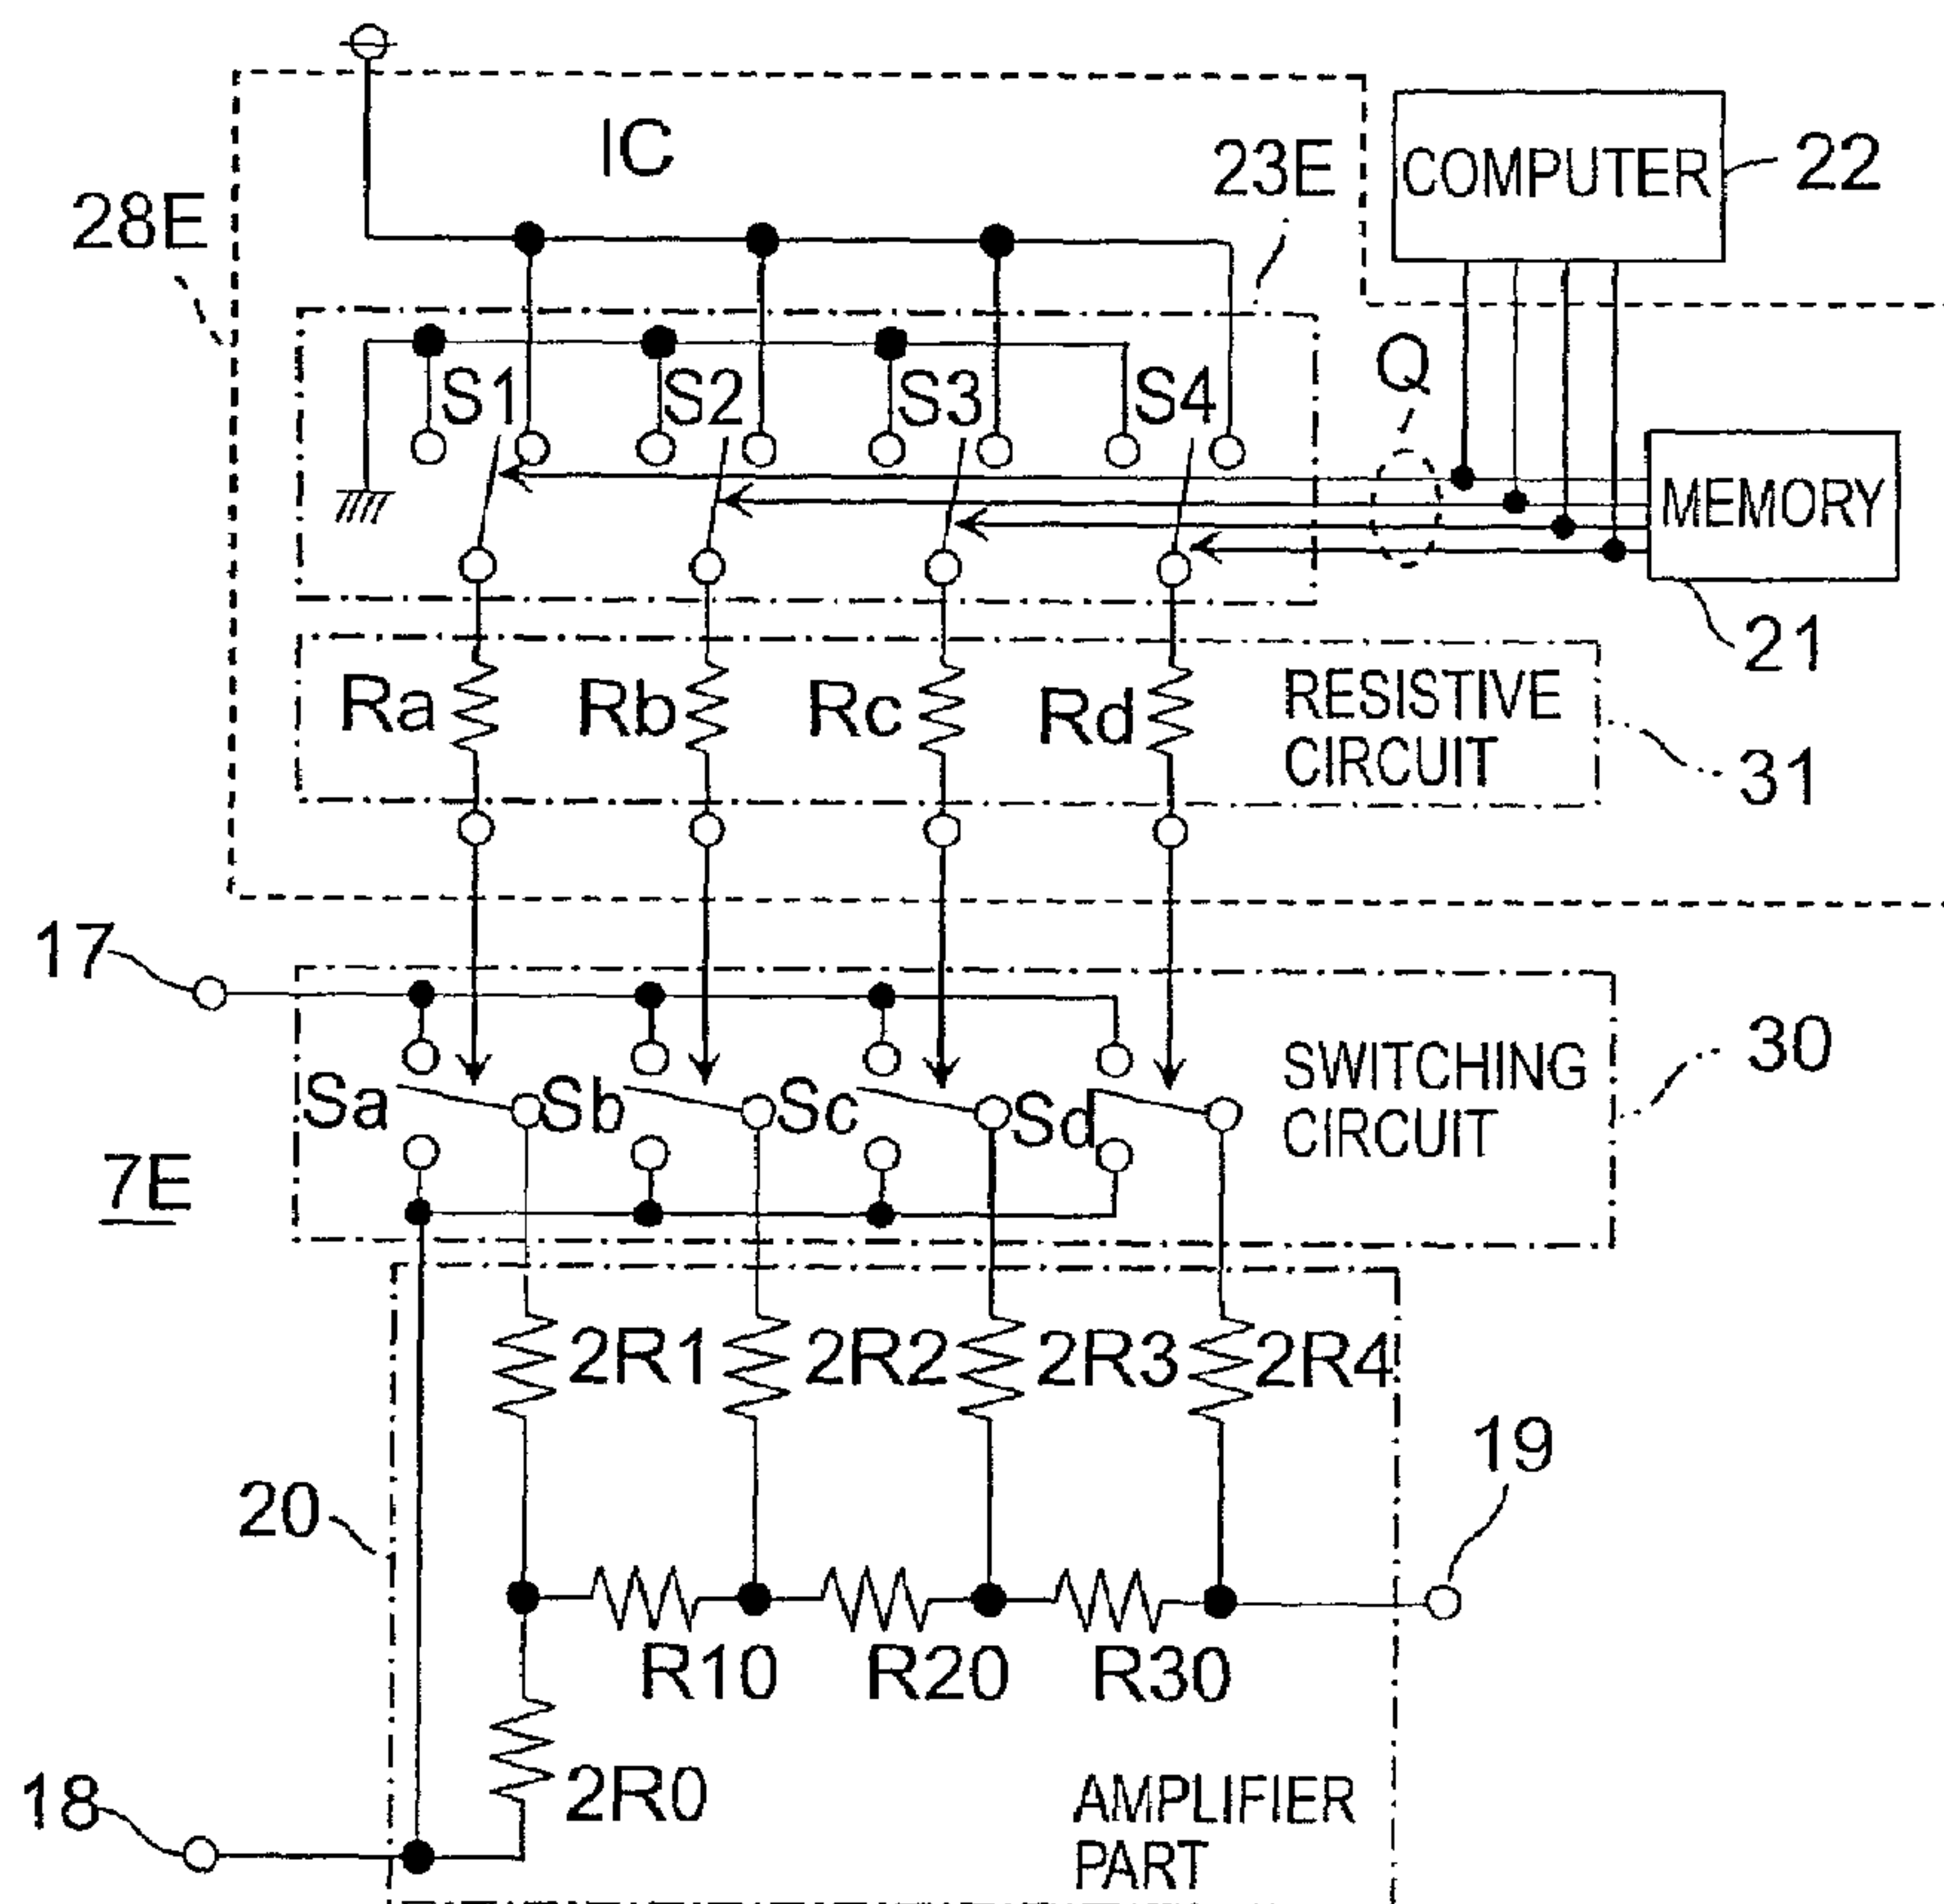 IC
COMPUTER
22
23E
28E
S1
S2
S3
S4
Q
MEMORY
21
Ra
Rb
Rc
Rd
RESISTIVE
CIRCUIT
31
17
Sa
Sb
Sc
Sd
SWITCHING
CIRCUIT
30
7E
2R1
2R2
2R3
2R4
19
20
R10
R20
R30
2R0
18
AMPLIFIER
PART